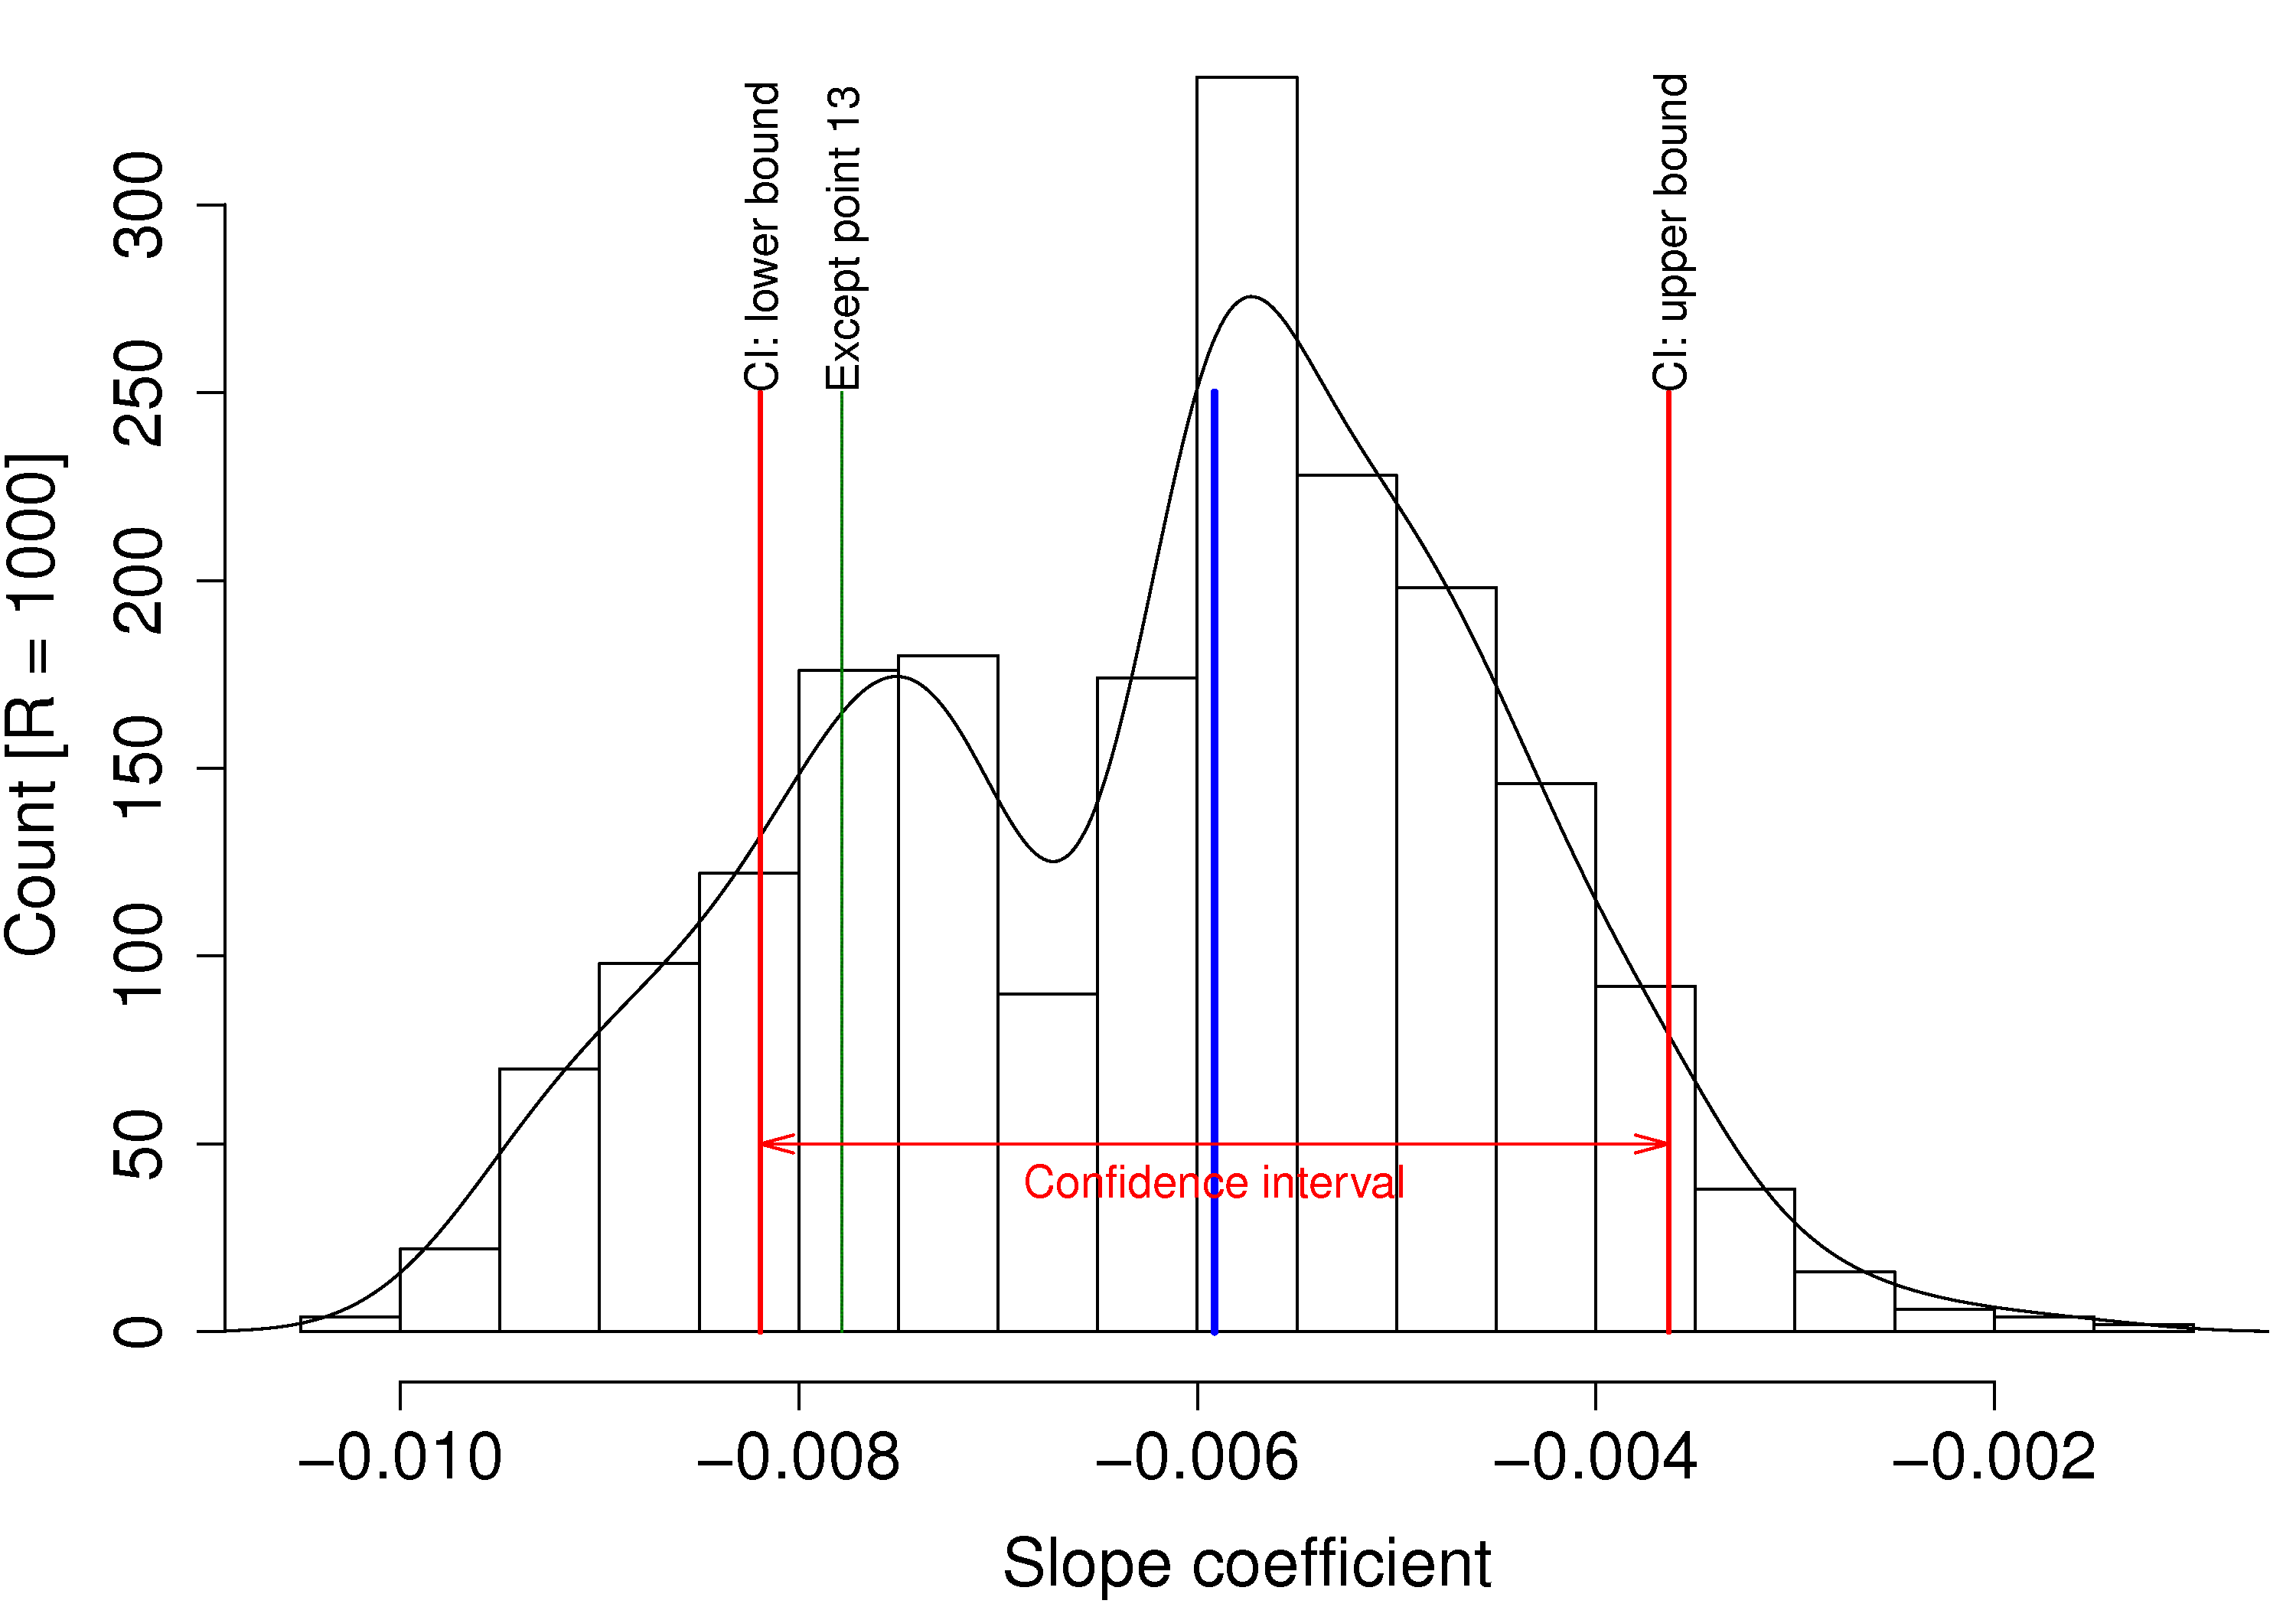 CI: lower bound
Except point 13
CI: upper bound
Count [R = 1000]
300
250
200
150
100
50
0
Confidence interval
−0.010
−0.008
−0.006
−0.004
−0.002
Slope coefficient